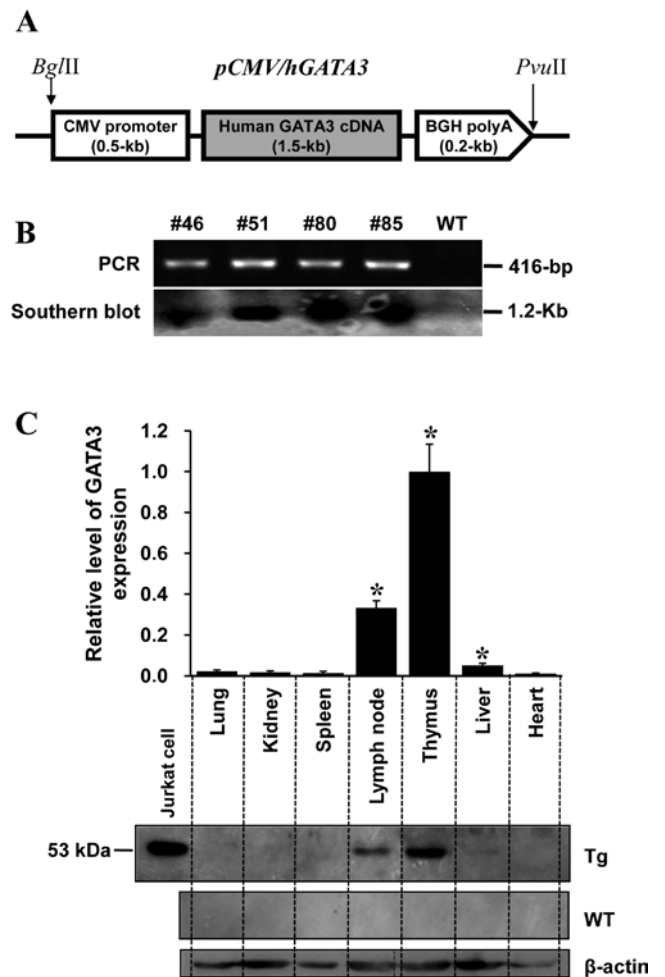 A
BglII pCMV/hGATA3 PvuII
CMV promoter
(0.5-kb)
Human GATA3 cDNA
(1.5-kb)
BGH polyA
(0.2-kb)
B
#46 #51 #80 #85 WT
PCR 416-bp
Southern blot 1.2-Kb
C
Relative level of GATA3
expression
1.2
1.0
0.8
0.6
0.4
0.2
0.0
* * *
Jurkat cell
Lung
Kidney
Spleen
Lymph node
Thymus
Liver
Heart
53 kDa Tg
WT
β-actin